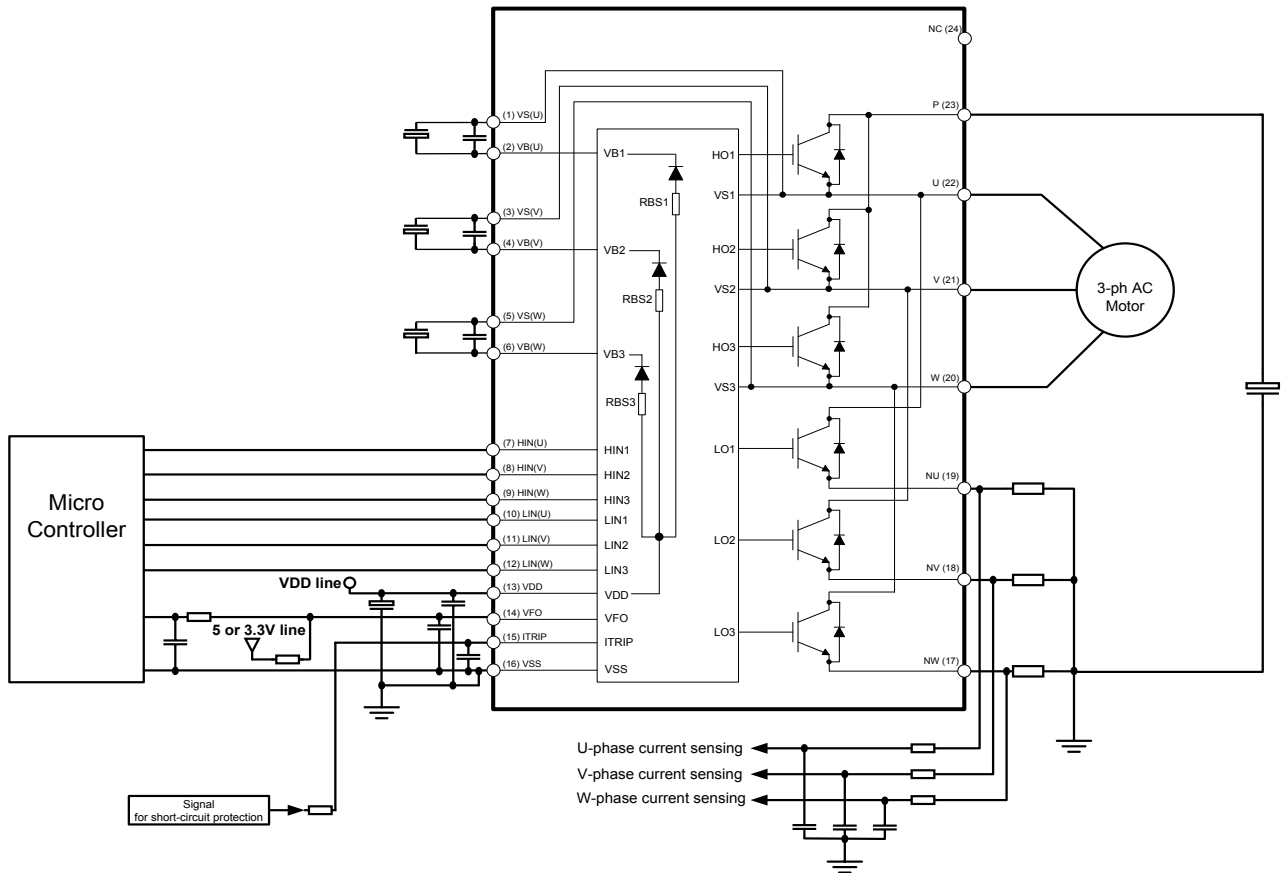 NC (24)
(1) VS(U)
P (23)
(2) VB(U)
VB1
HO1
RBS1
VS1
U (22)
(3) VS(V)
(4) VB(V)
VB2
HO2
RBS2
VS2
V (21)
3-ph AC
Motor
(5) VS(W)
(6) VB(W)
VB3
HO3
RBS3
VS3
W (20)
Micro
Controller
(7) HIN(U)
HIN1
LO1
(8) HIN(V)
HIN2
(9) HIN(W)
HIN3
NU (19)
(10) LIN(U)
LIN1
(11) LIN(V)
LIN2
LO2
(12) LIN(W)
LIN3
VDD line
(13) VDD
VDD
NV (18)
(14) VFO
VFO
5 or 3.3V line
LO3
(15) ITRIP
ITRIP
(16) VSS
VSS
NW (17)
U-phase current sensing
V-phase current sensing
W-phase current sensing
Signal
for short-circuit protection